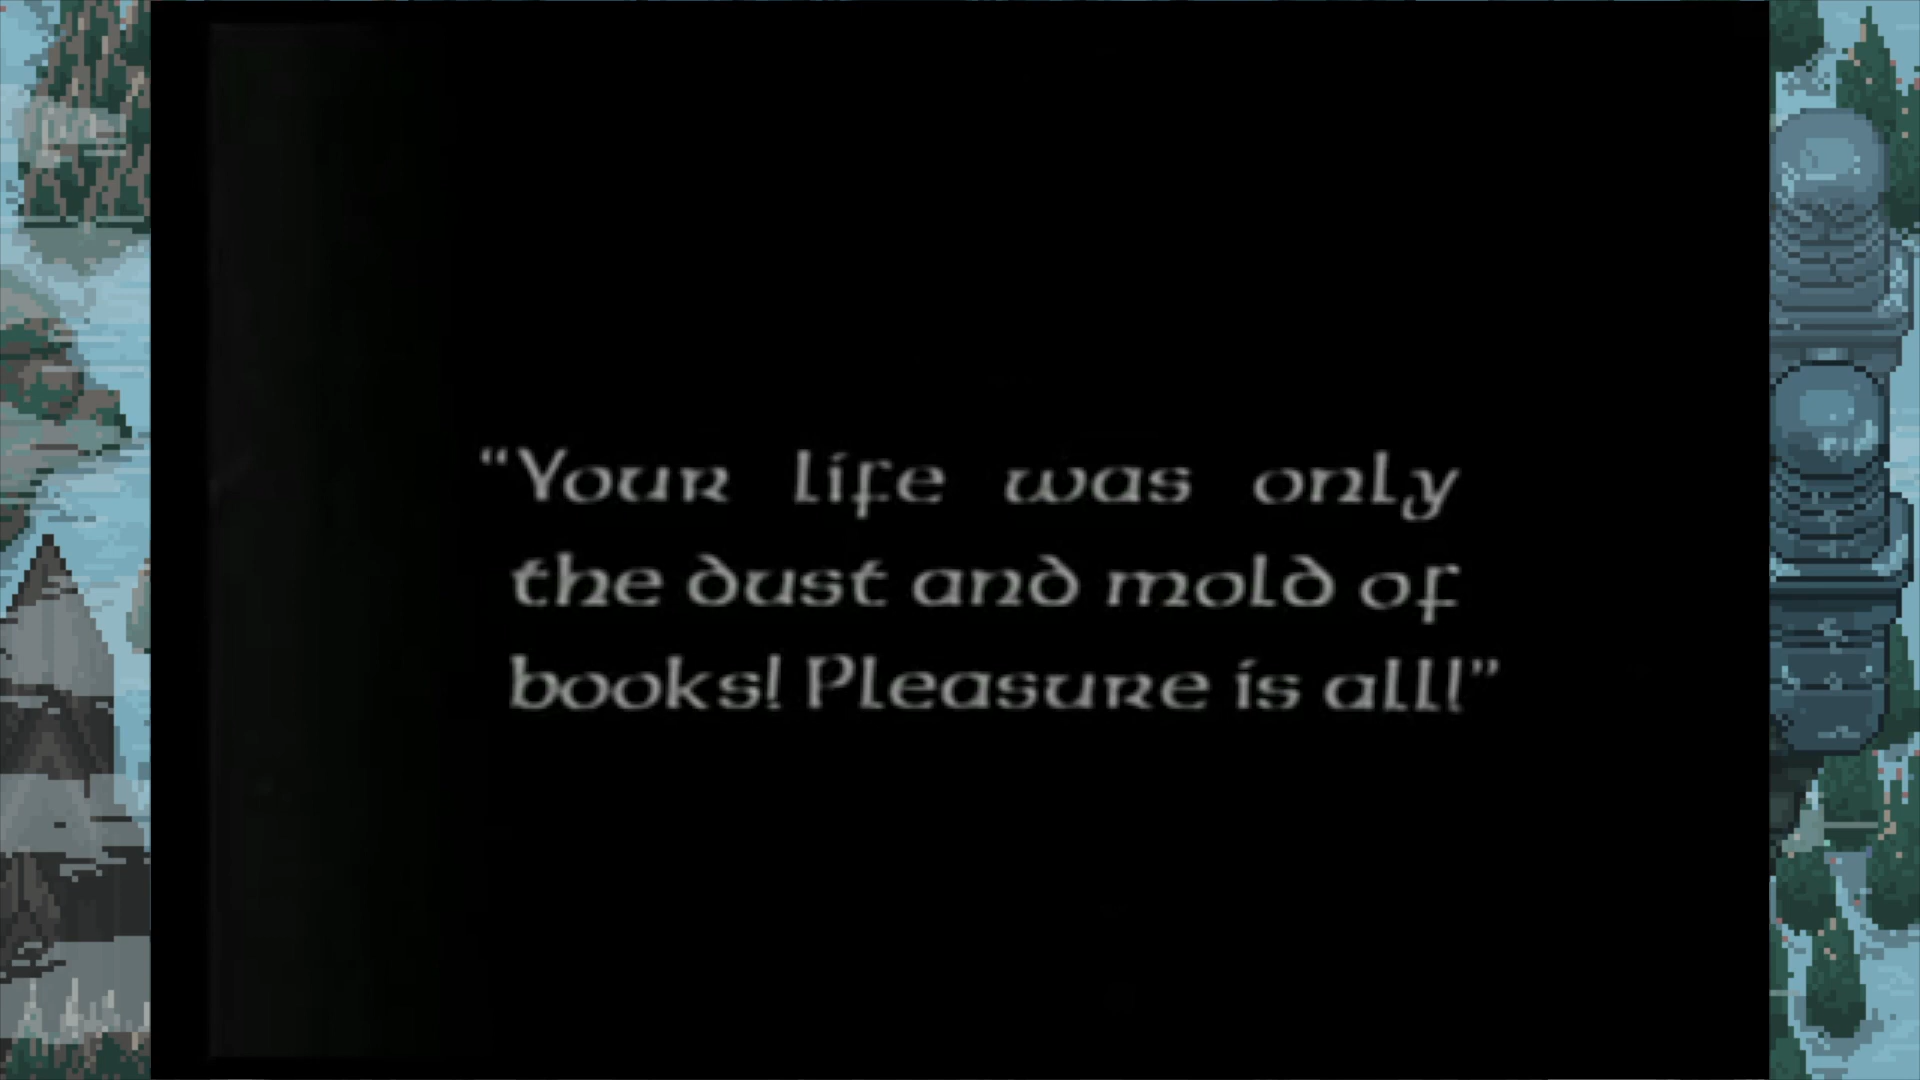 “Your life was only
the dust and mold of
books! Pleasure is all!”